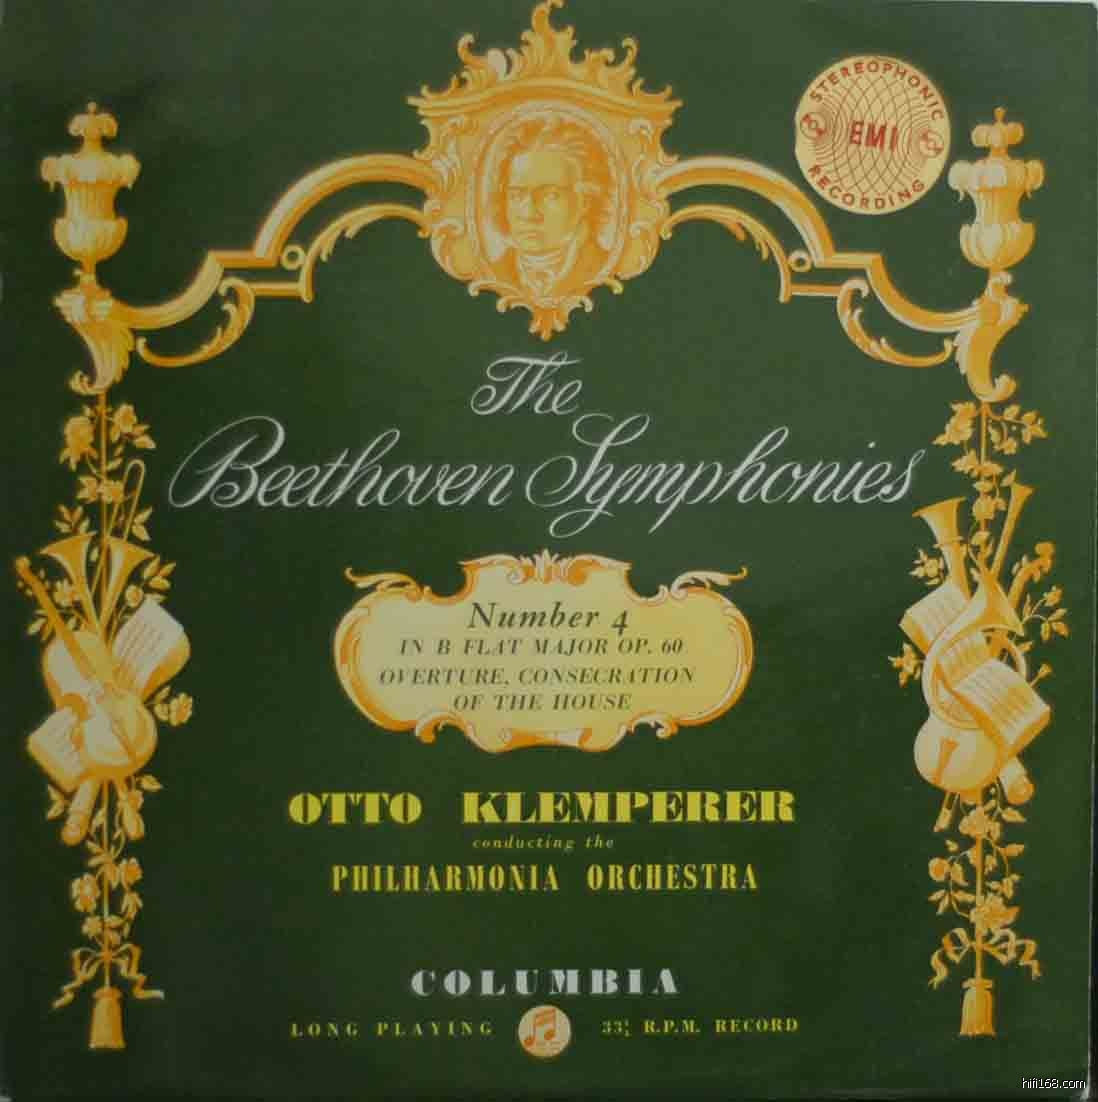 STEREOPHONIC
EMI
RECORDING
The
Beethoven Symphonies
Number 4
IN B FLAT MAJOR OP. 60
OVERTURE, CONSECRATION
OF THE HOUSE
OTTO KLEMPERER
conducting the
PHILHARMONIA ORCHESTRA
COLUMBIA
LONG PLAYING 33⅓ R.P.M. RECORD
hifi168.com